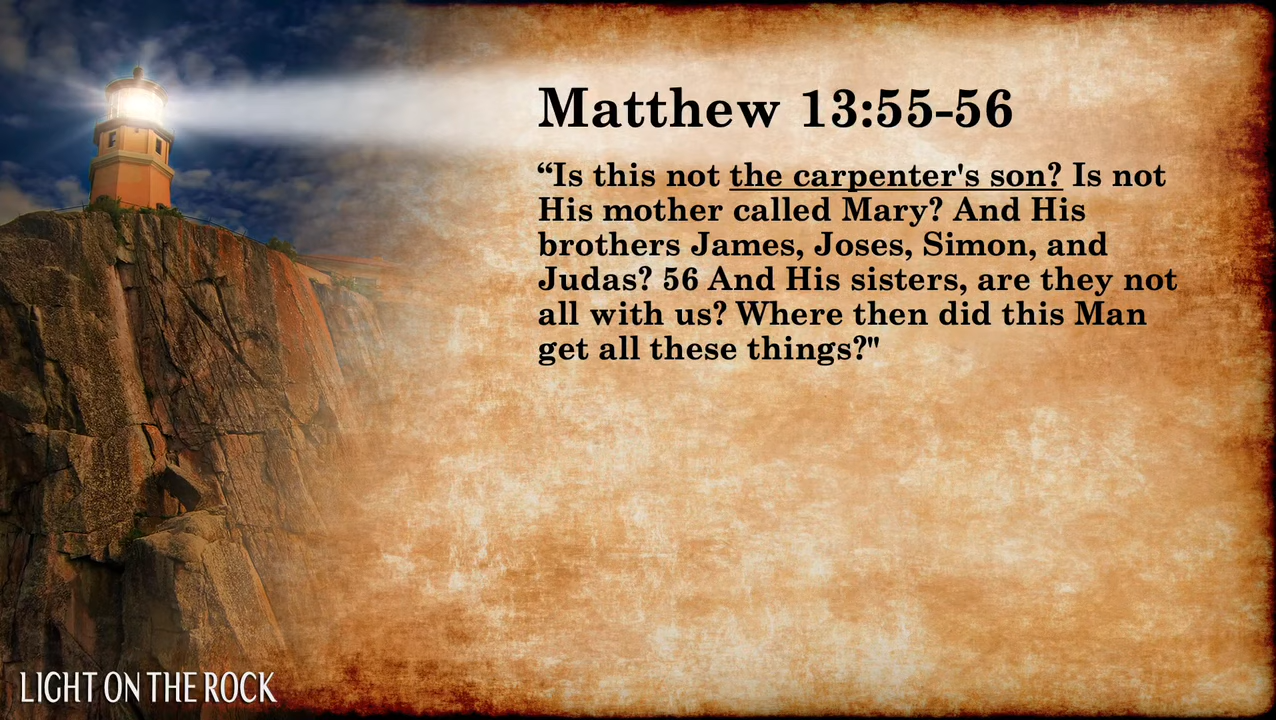 Matthew 13:55-56
“Is this not the carpenter's son? Is not
His mother called Mary? And His
brothers James, Joses, Simon, and
Judas? 56 And His sisters, are they not
all with us? Where then did this Man
get all these things?"
LIGHT ON THE ROCK